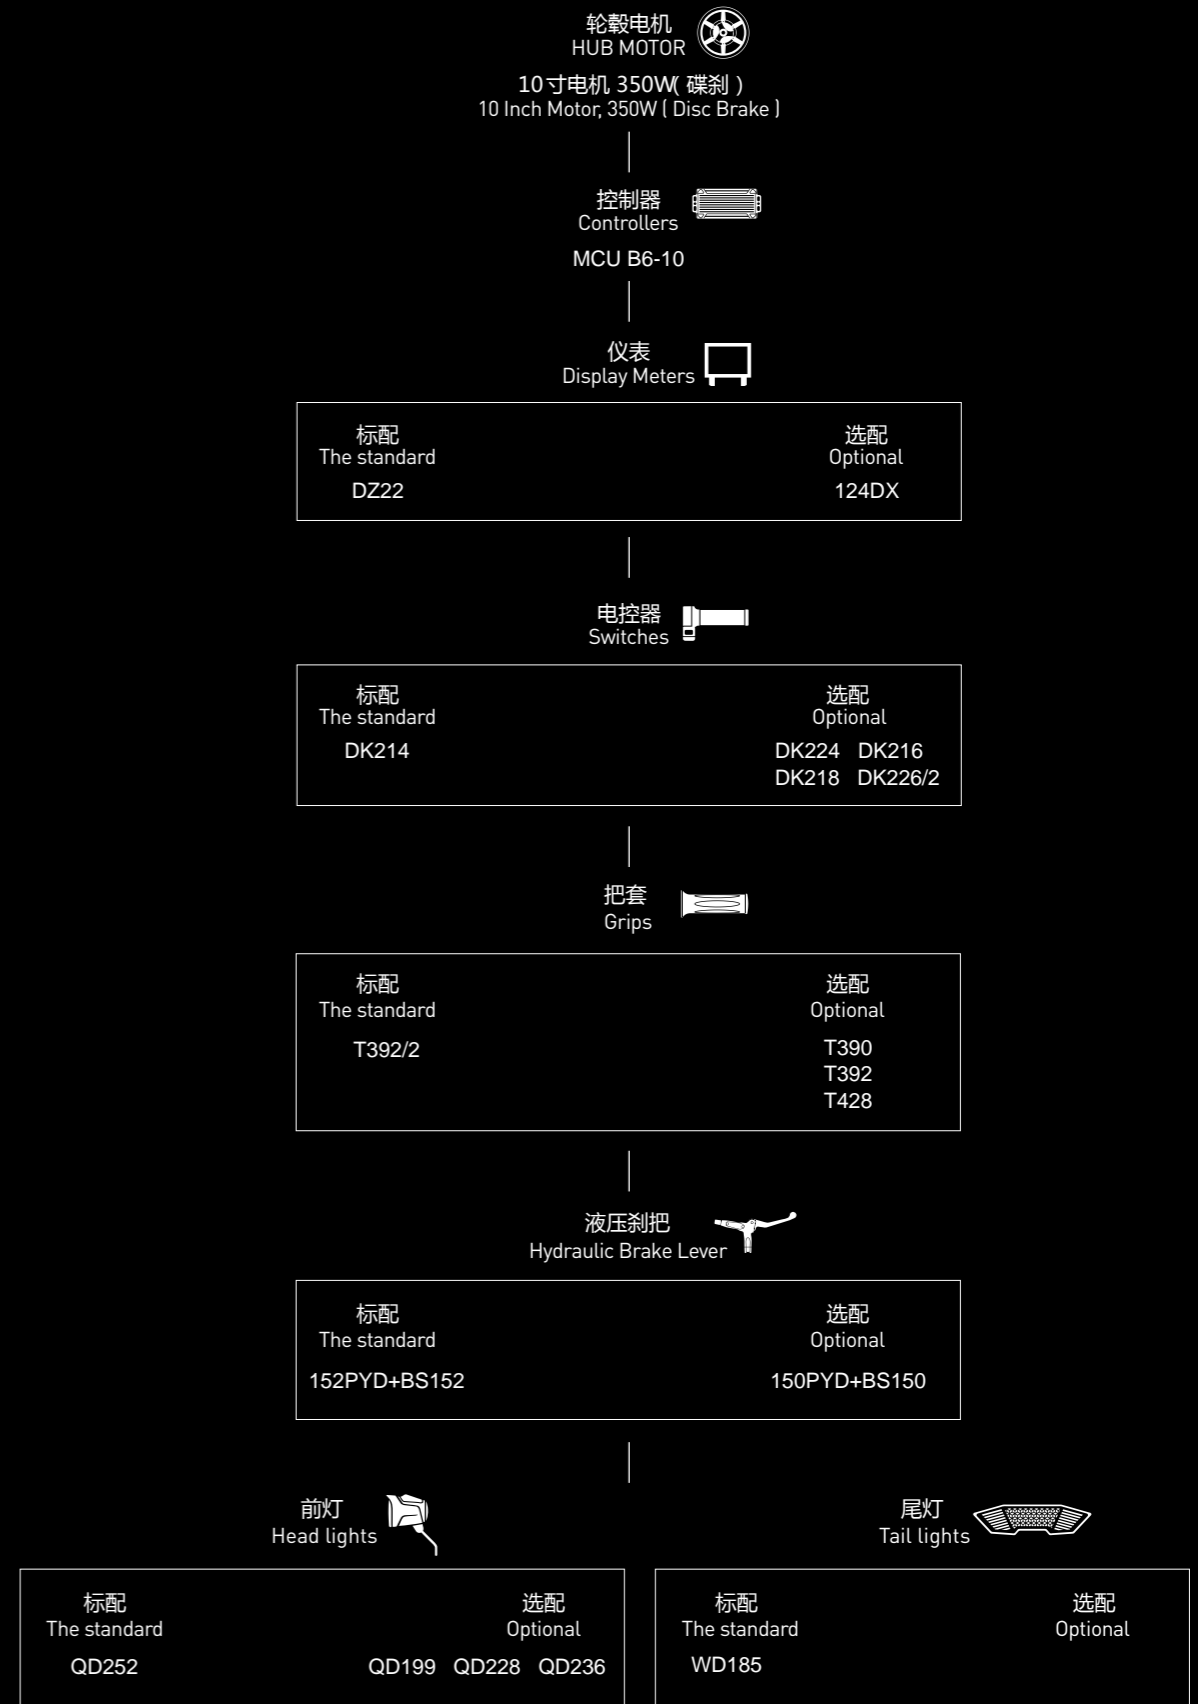 轮毂电机
HUB MOTOR
10寸电机 350W( 碟刹 )
10 Inch Motor, 350W ( Disc Brake )
控制器
Controllers
MCU B6-10
仪表
Display Meters
标配
The standard
DZ22
选配
Optional
124DX
电控器
Switches
标配
The standard
DK214
选配
Optional
DK224 DK216
DK218 DK226/2
把套
Grips
标配
The standard
T392/2
选配
Optional
T390
T392
T428
液压刹把
Hydraulic Brake Lever
标配
The standard
152PYD+BS152
选配
Optional
150PYD+BS150
前灯
Head lights
标配
The standard
QD252
选配
Optional
QD199 QD228 QD236
尾灯
Tail lights
标配
The standard
WD185
选配
Optional